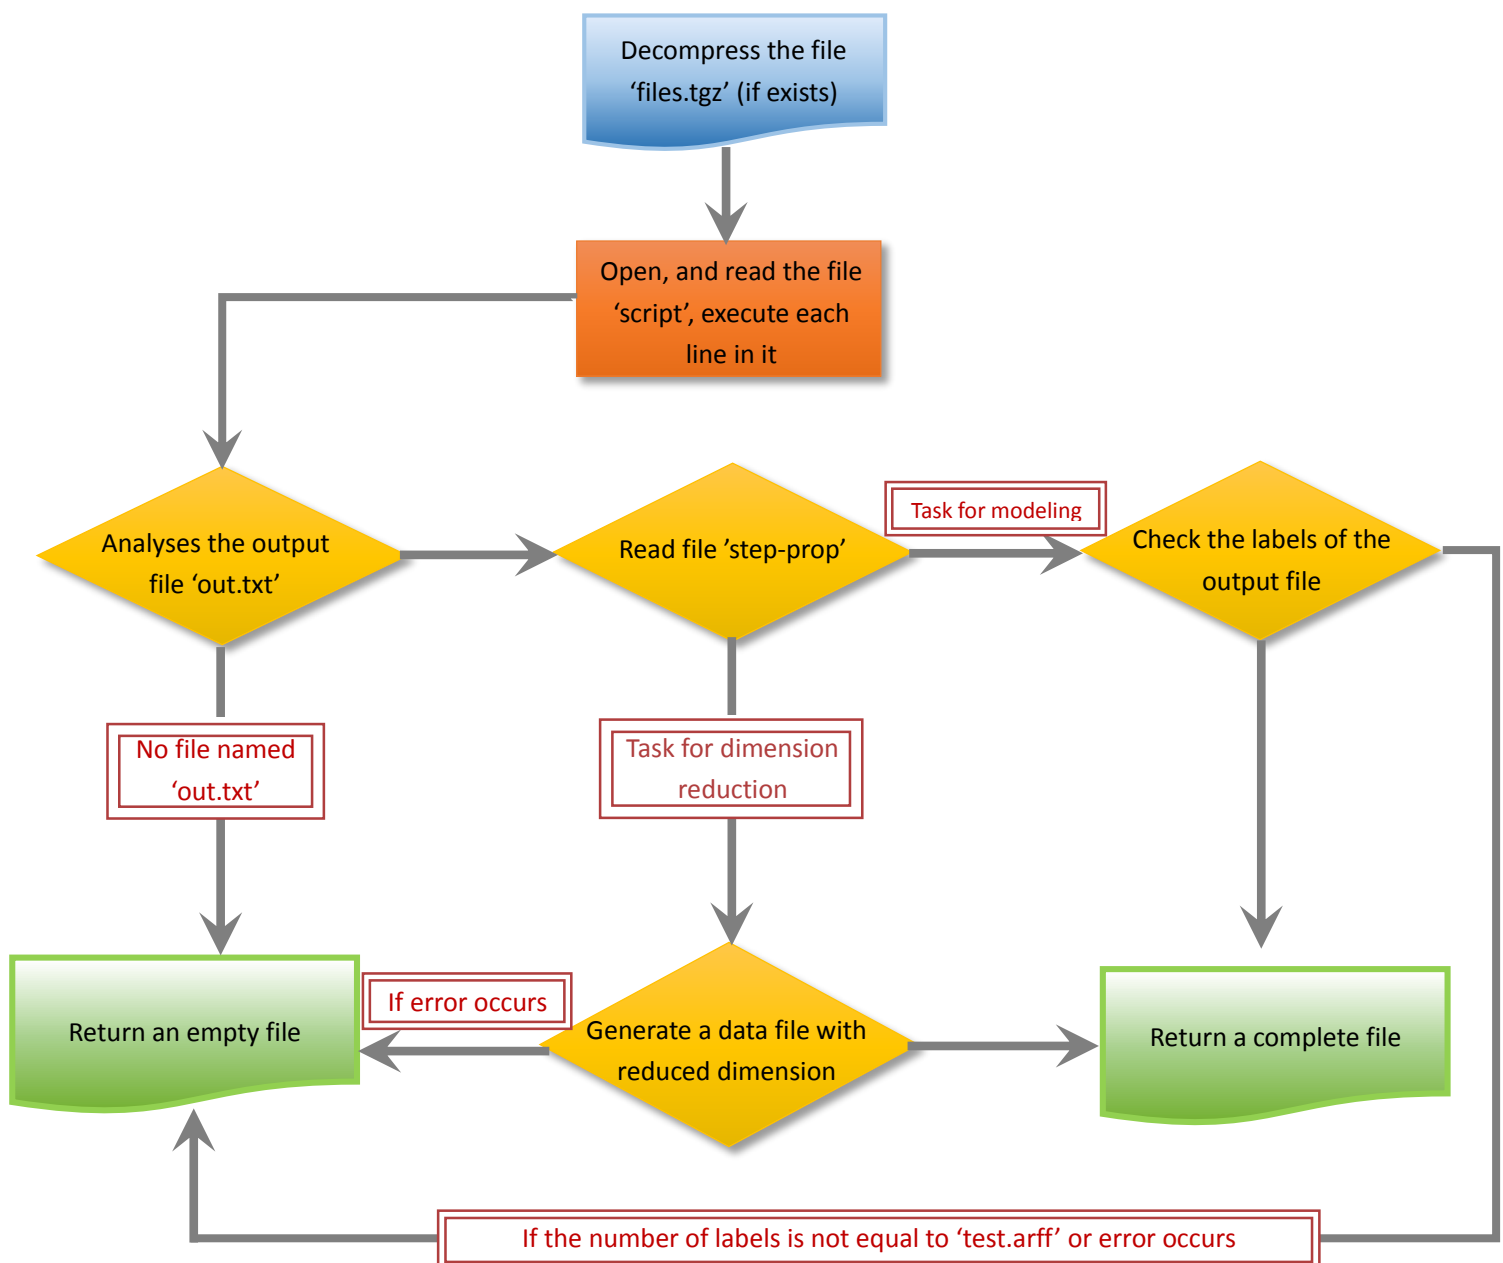 Decompress the file
‘files.tgz’ (if exists)
Open, and read the file
‘script’, execute each
line in it
Analyses the output
file ‘out.txt’
Read file ’step-prop’
Task for modeling
Check the labels of the
output file
No file named
‘out.txt’
Task for dimension
reduction
Return an empty file
If error occurs
Generate a data file with
reduced dimension
Return a complete file
If the number of labels is not equal to ‘test.arff’ or error occurs